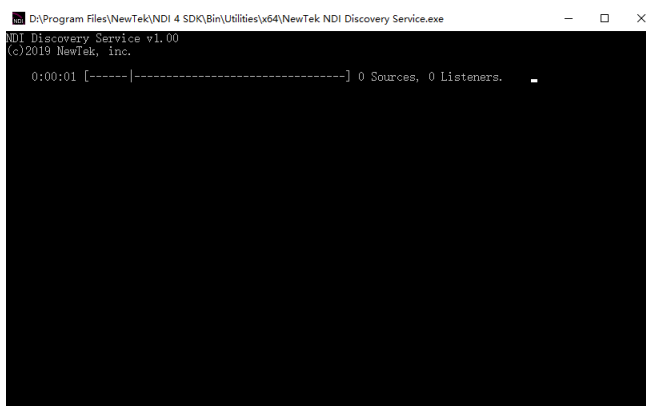 NDI D:\Program Files\NewTek\NDI 4 SDK\Bin\Utilities\x64\NewTek NDI Discovery Service.exe
NDI Discovery Service v1.00
(c)2019 NewTek, inc.
0:00:01 [------|---------------------------------] 0 Sources, 0 Listeners.